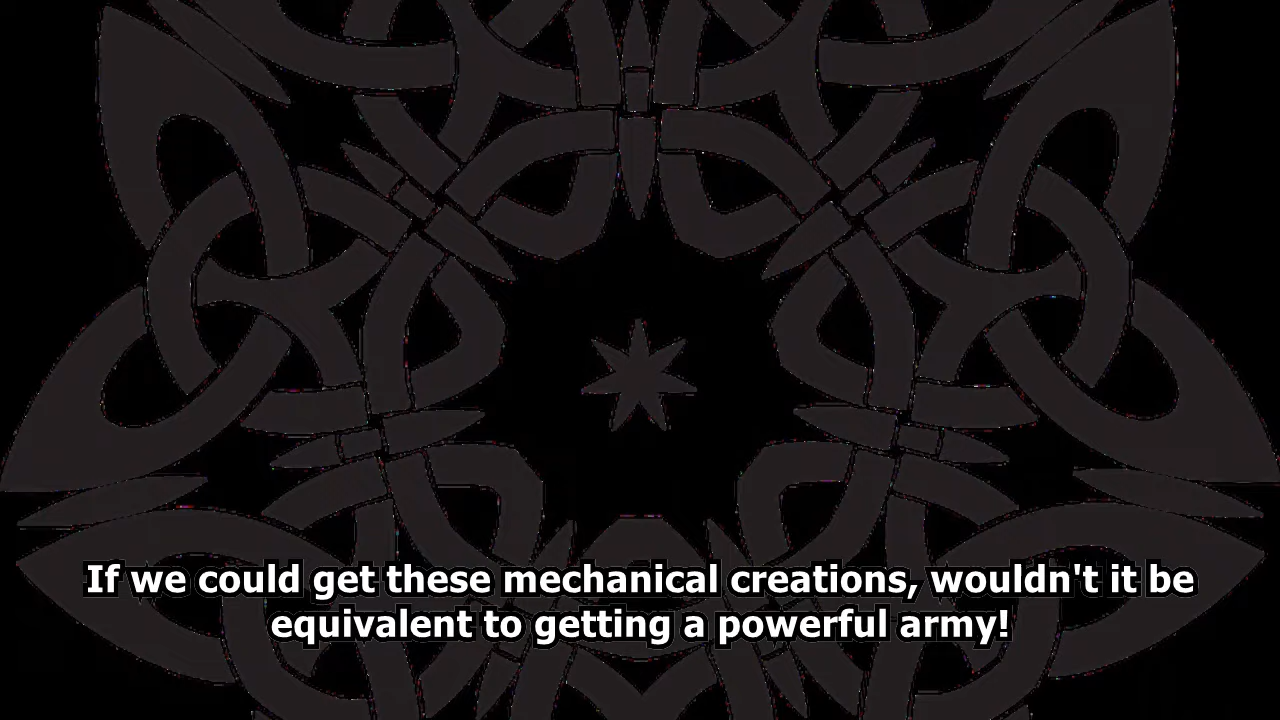 If we could get these mechanical creations, wouldn't it be
equivalent to getting a powerful army!